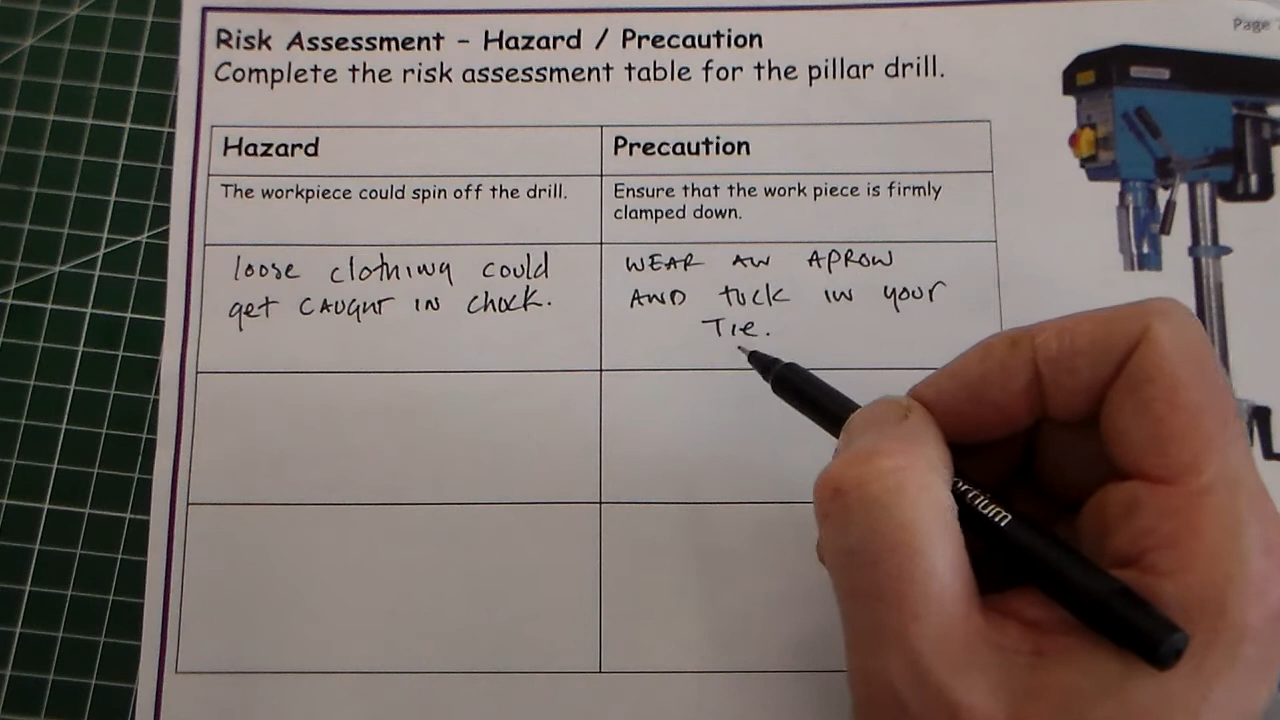 Page
Risk Assessment – Hazard / Precaution
Complete the risk assessment table for the pillar drill.
Hazard
Precaution
The workpiece could spin off the drill.
Ensure that the work piece is firmly
clamped down.
loose clothing could
get CAUGHT IN chuck.
WEAR AN APRON
AND tuck IN your
TIe.